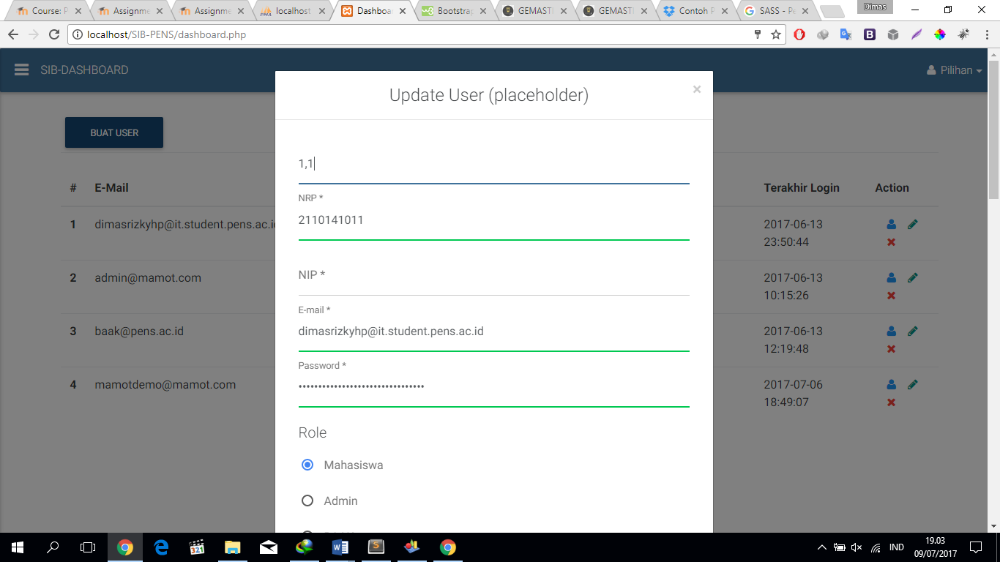 Course: P
Assignme
Assignme
localhost
Dashboa
Bootstrap
GEMASTI
GEMASTI
Contoh P
SASS - Pe
Dimas
localhost/SIB-PENS/dashboard.php
SIB-DASHBOARD
Pilihan
Update User (placeholder)
×
BUAT USER
# E-Mail Terakhir Login Action
1 dimasrizkyhp@it.student.pens.ac.id 2017-06-13
23:50:44
2 admin@mamot.com 2017-06-13
10:15:26
3 baak@pens.ac.id 2017-06-13
12:19:48
4 mamotdemo@mamot.com 2017-07-06
18:49:07
1,1
NRP *
2110141011
NIP *
E-mail *
dimasrizkyhp@it.student.pens.ac.id
Password *
••••••••••••••••••••••••••••••••
Role
Mahasiswa
Admin
IND
19.03
09/07/2017